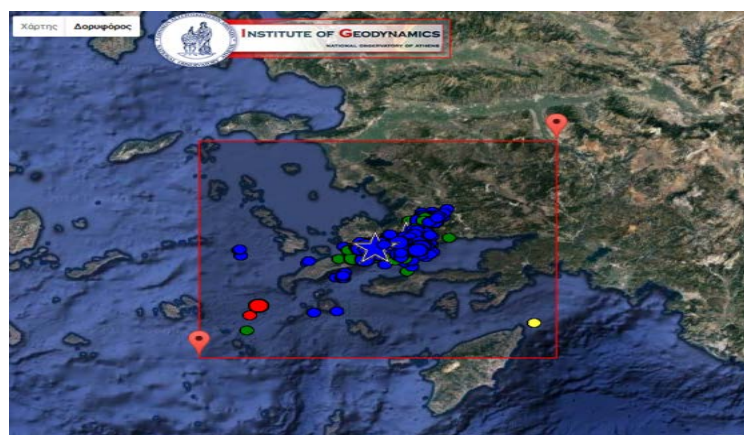 Χάρτης Δορυφόρος
INSTITUTE OF GEODYNAMICS
NATIONAL OBSERVATORY OF ATHENS